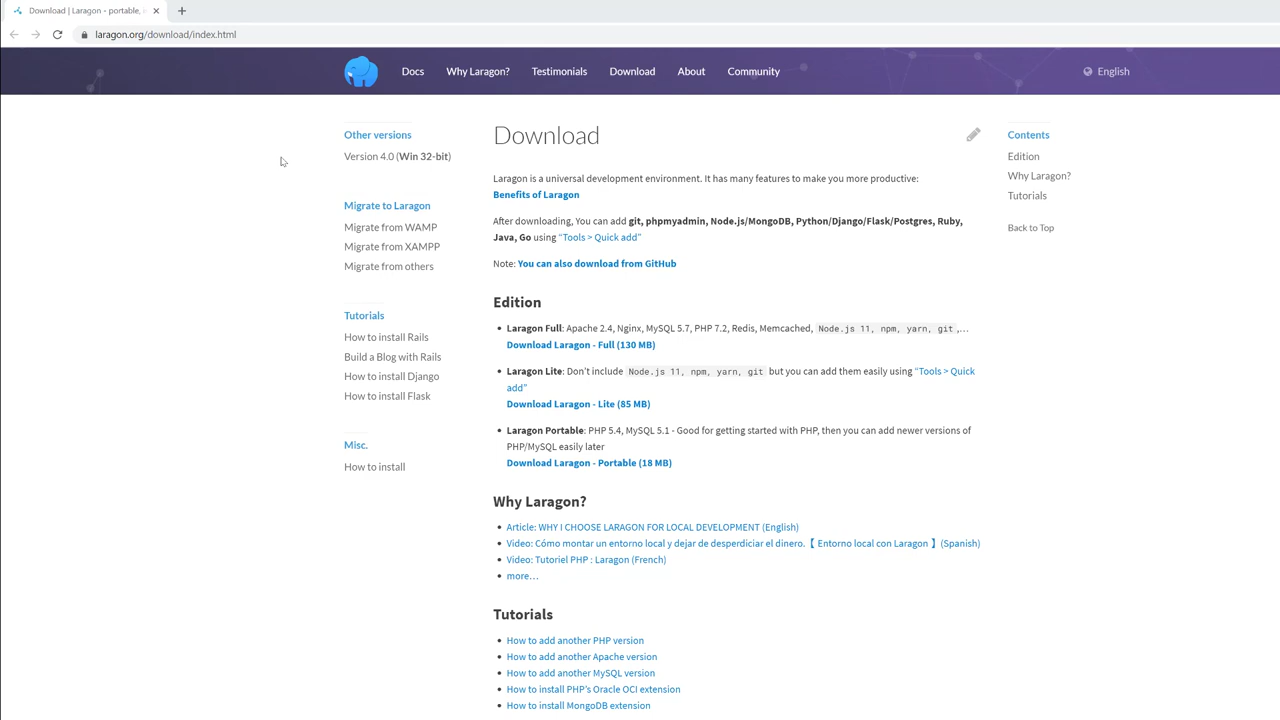 Download | Laragon - portable, i
laragon.org/download/index.html
Docs
Why Laragon?
Testimonials
Download
About
Community
English
Other versions
Version 4.0 (Win 32-bit)
Migrate to Laragon
Migrate from WAMP
Migrate from XAMPP
Migrate from others
Tutorials
How to install Rails
Build a Blog with Rails
How to install Django
How to install Flask
Misc.
How to install
Download
Laragon is a universal development environment. It has many features to make you more productive:
Benefits of Laragon
After downloading, You can add git, phpmyadmin, Node.js/MongoDB, Python/Django/Flask/Postgres, Ruby,
Java, Go using “Tools > Quick add”
Note: You can also download from GitHub
Edition
• Laragon Full: Apache 2.4, Nginx, MySQL 5.7, PHP 7.2, Redis, Memcached, Node.js 11, npm, yarn, git ,…
Download Laragon - Full (130 MB)
• Laragon Lite: Don’t include Node.js 11, npm, yarn, git but you can add them easily using “Tools > Quick
add”
Download Laragon - Lite (85 MB)
• Laragon Portable: PHP 5.4, MySQL 5.1 - Good for getting started with PHP, then you can add newer versions of
PHP/MySQL easily later
Download Laragon - Portable (18 MB)
Why Laragon?
• Article: WHY I CHOOSE LARAGON FOR LOCAL DEVELOPMENT (English)
• Video: Cómo montar un entorno local y dejar de desperdiciar el dinero.【 Entorno local con Laragon 】(Spanish)
• Video: Tutoriel PHP : Laragon (French)
• more…
Tutorials
• How to add another PHP version
• How to add another Apache version
• How to add another MySQL version
• How to install PHP’s Oracle OCI extension
• How to install MongoDB extension
Contents
Edition
Why Laragon?
Tutorials
Back to Top